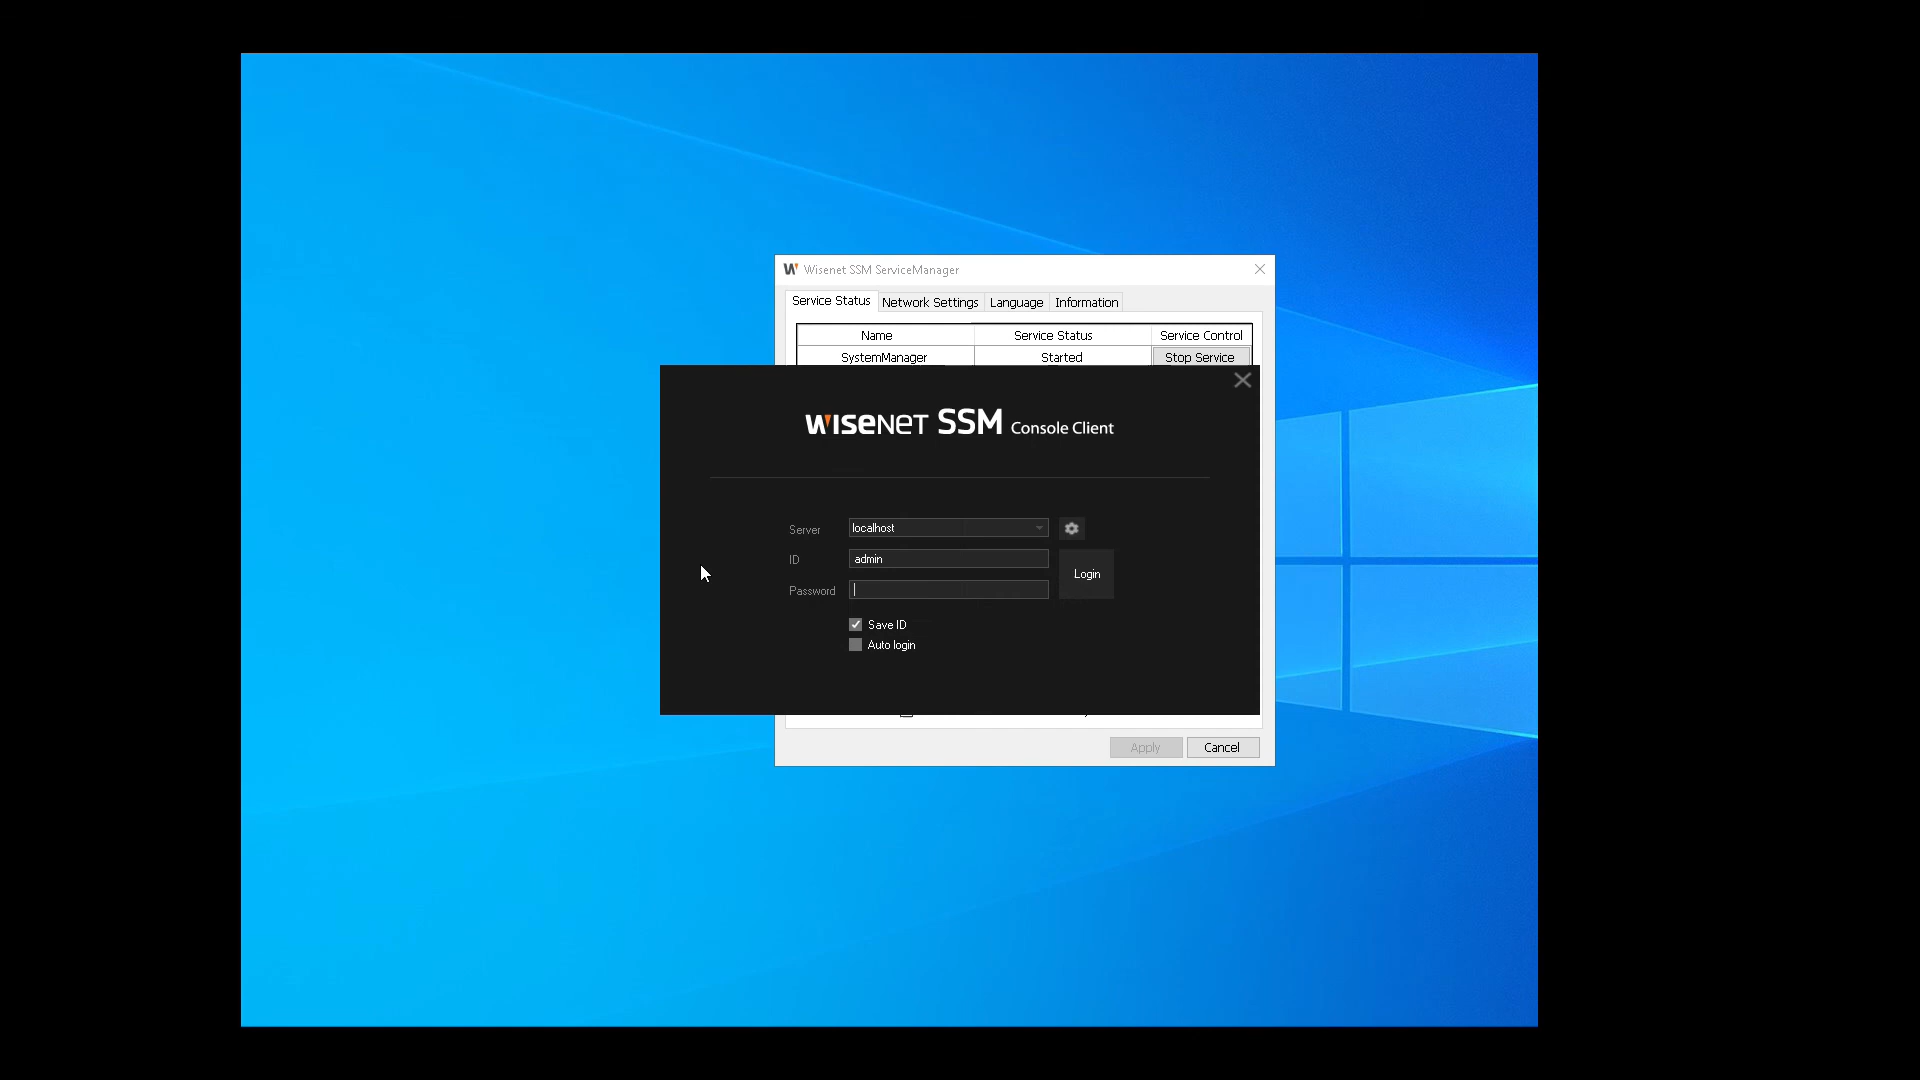 Wisenet SSM ServiceManager
Service Status Network Settings Language Information
Name Service Status Service Control
SystemManager Started Stop Service
WISENET SSM Console Client
Server localhost
ID admin
Login
Password
Save ID
Auto login
Apply Cancel